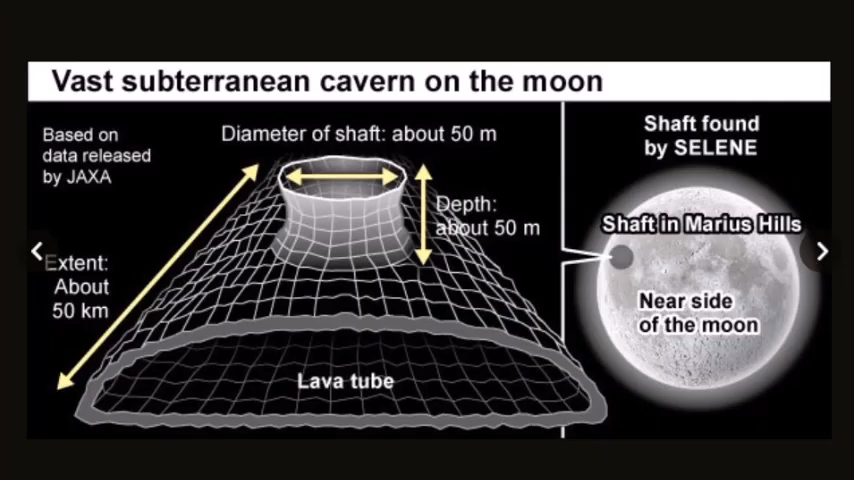 Vast subterranean cavern on the moon
Based on
data released
by JAXA
Diameter of shaft: about 50 m
Depth:
about 50 m
Extent:
About
50 km
Lava tube
Shaft found
by SELENE
Shaft in Marius Hills
Near side
of the moon